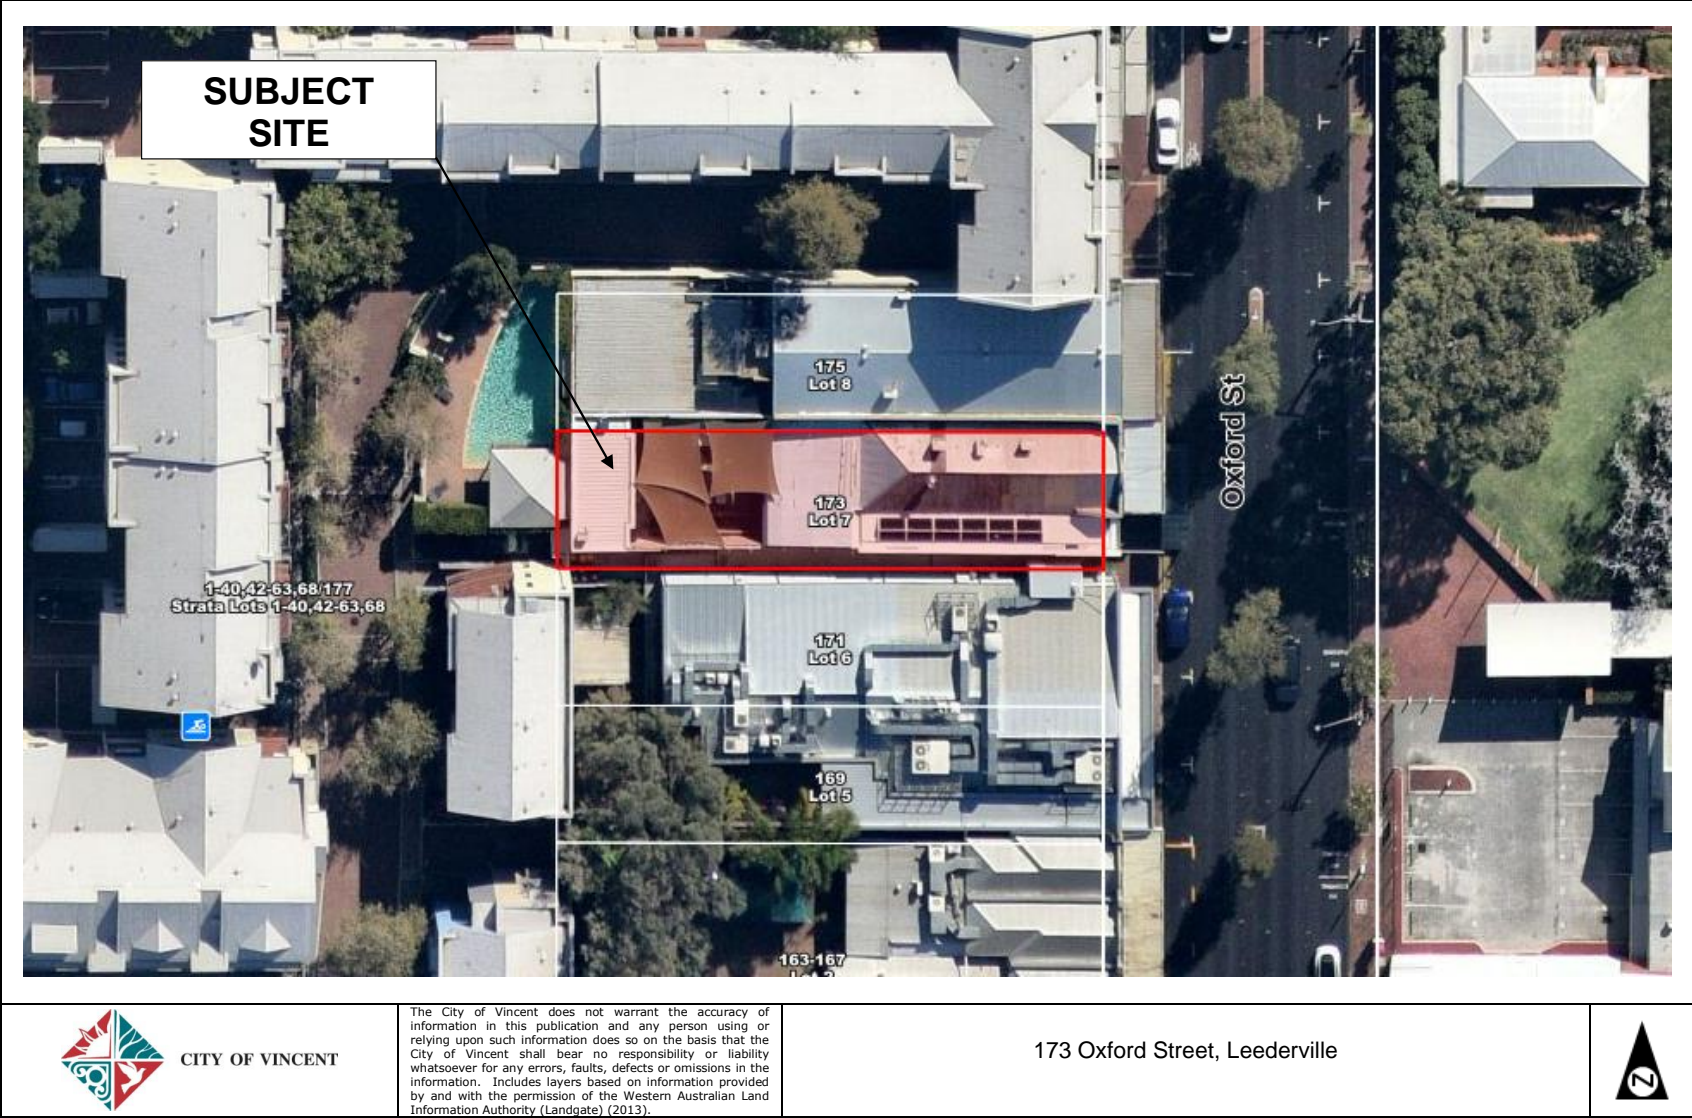 SUBJECT
SITE
175
Lot 8
Oxford St
173
Lot 7
1-40,42-63,68/177
Strata Lots 1-40,42-63,68
171
Lot 6
169
Lot 5
163-167
CITY OF VINCENT
The City of Vincent does not warrant the accuracy of
information in this publication and any person using or
relying upon such information does so on the basis that the
City of Vincent shall bear no responsibility or liability
whatsoever for any errors, faults, defects or omissions in the
information. Includes layers based on information provided
by and with the permission of the Western Australian Land
Information Authority (Landgate) (2013).
173 Oxford Street, Leederville
N